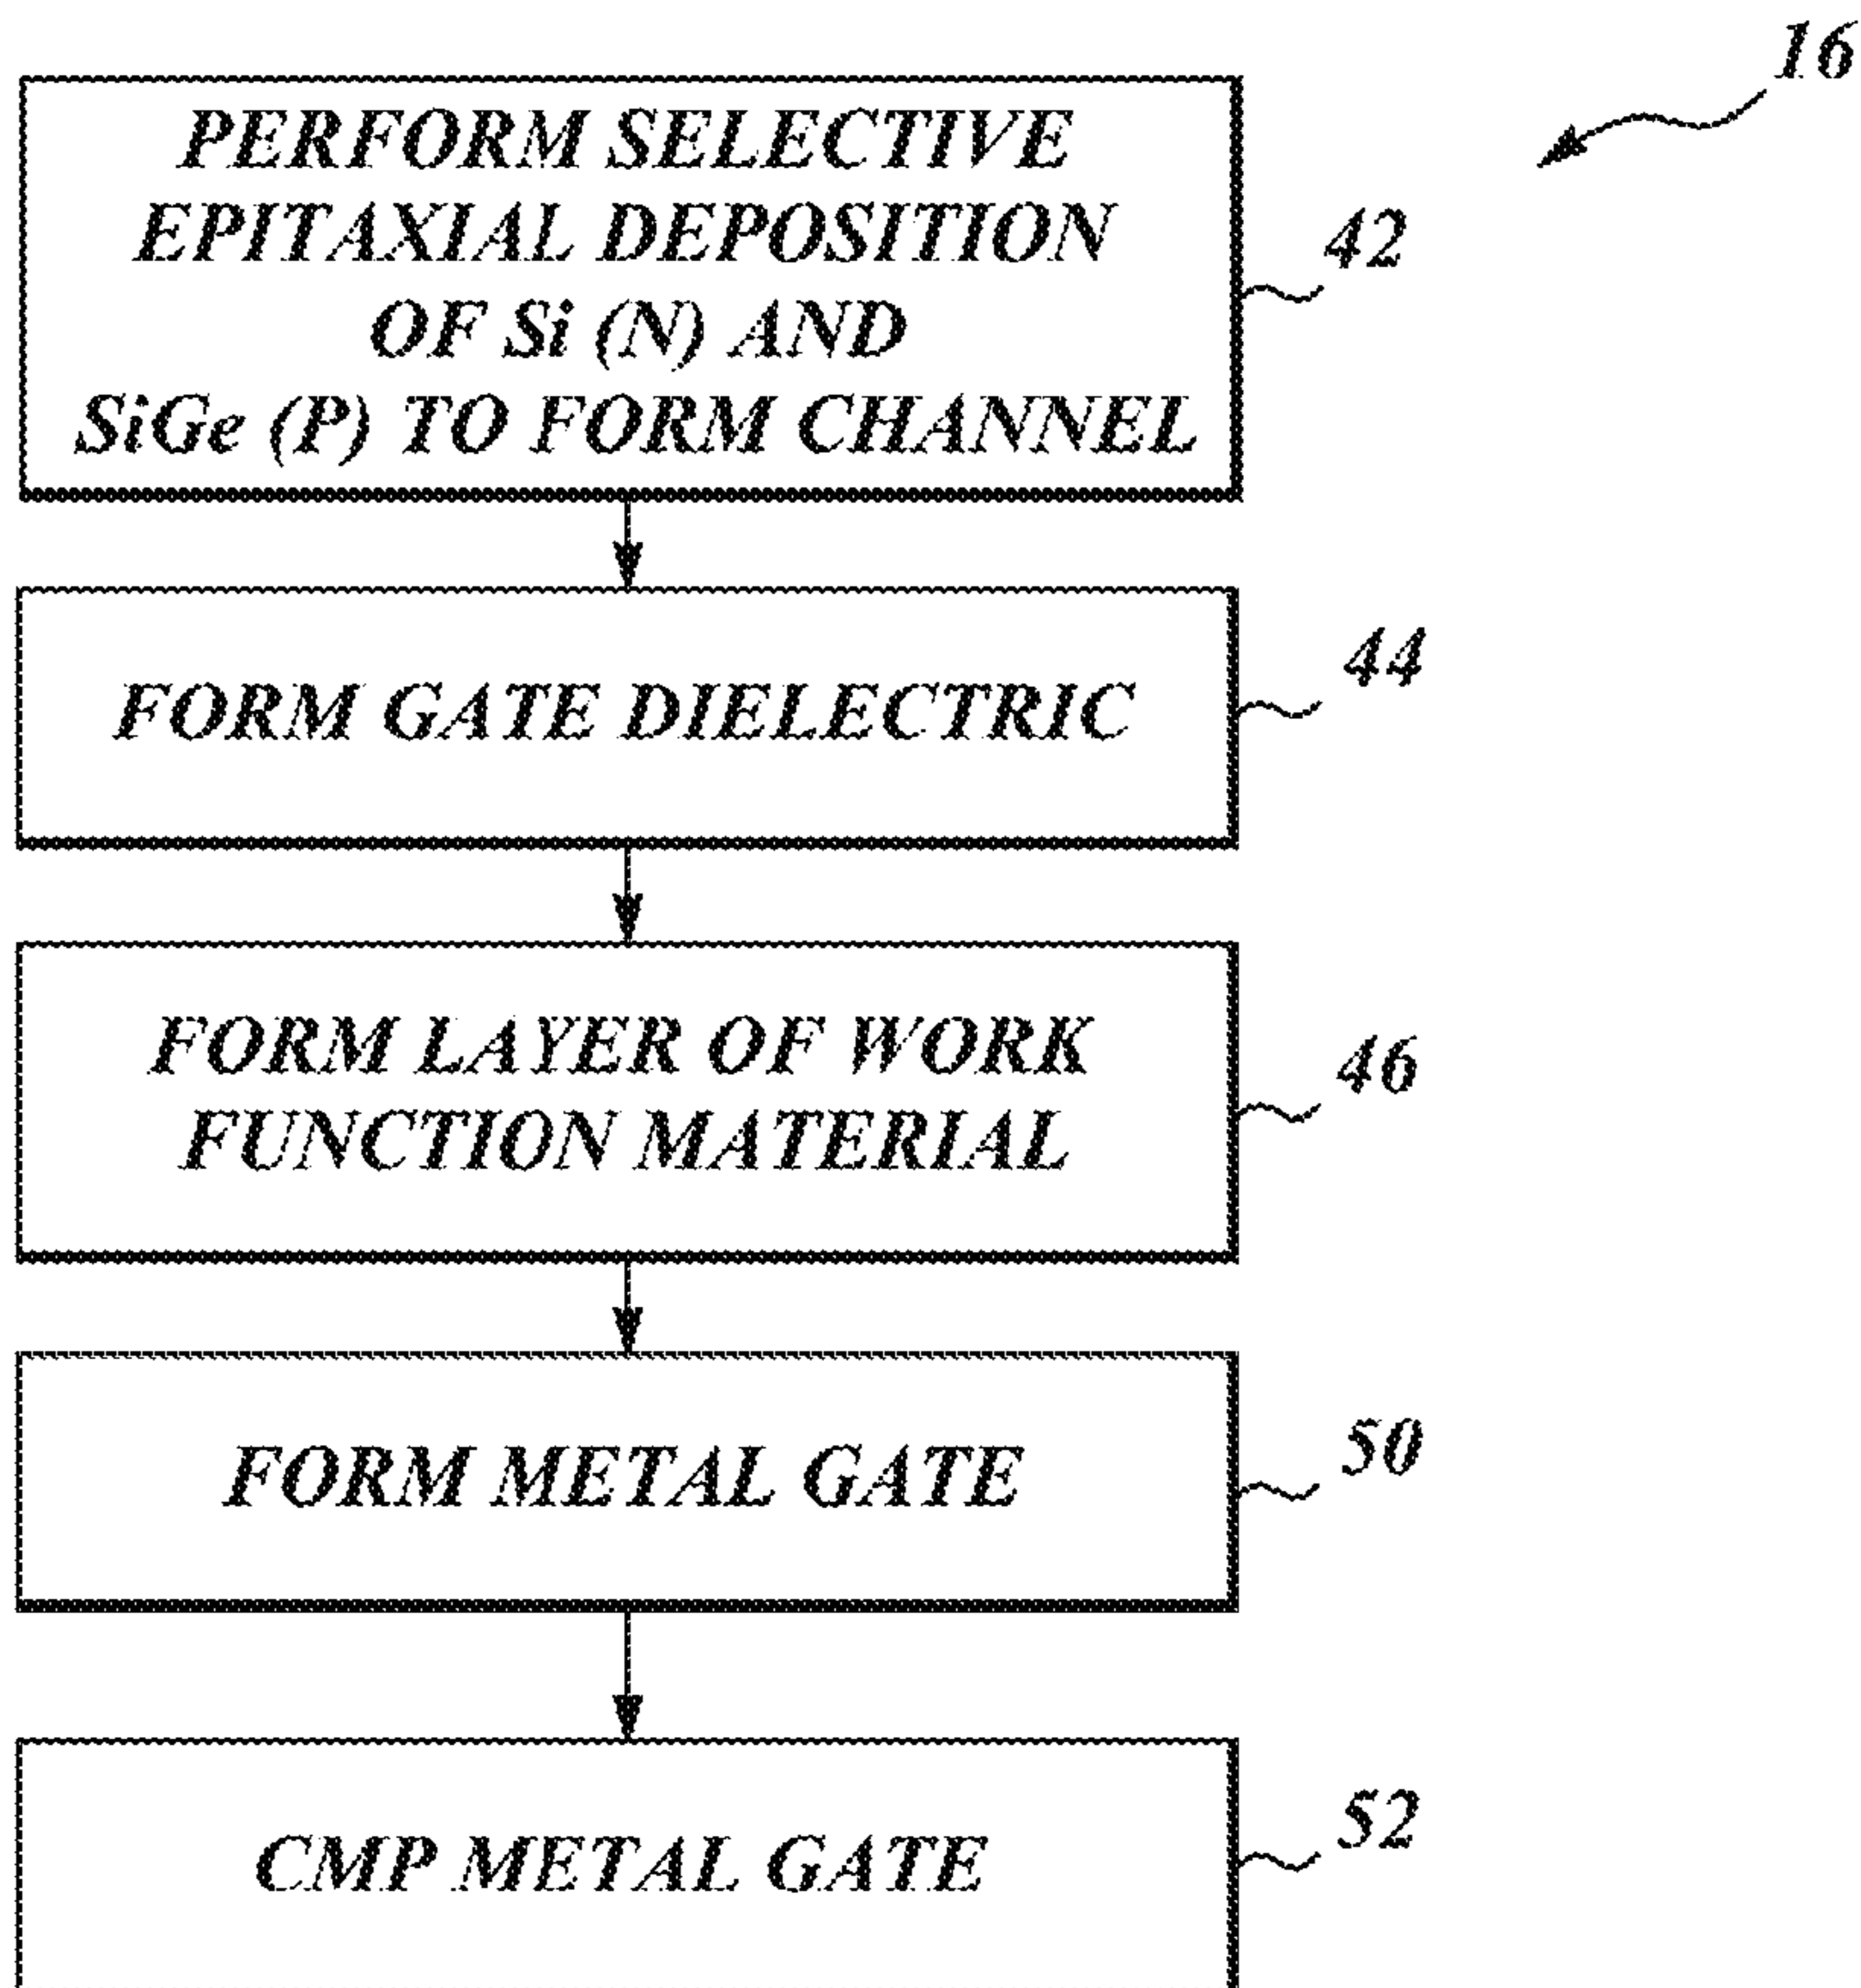 16
PERFORM SELECTIVE
EPITAXIAL DEPOSITION
OF Si (N) AND
SiGe (P) TO FORM CHANNEL
42
FORM GATE DIELECTRIC
44
FORM LAYER OF WORK
FUNCTION MATERIAL
46
FORM METAL GATE
50
CMP METAL GATE
52